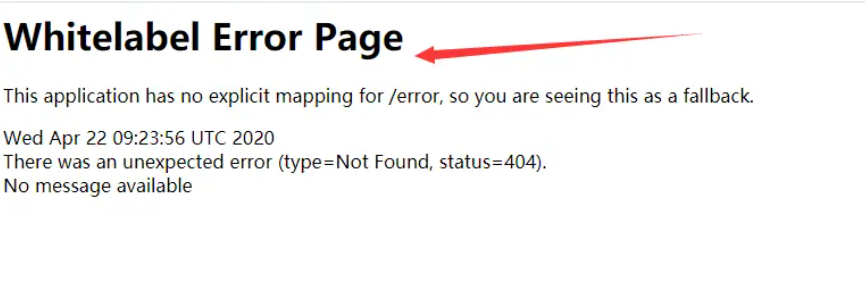 Whitelabel Error Page
This application has no explicit mapping for /error, so you are seeing this as a fallback.
Wed Apr 22 09:23:56 UTC 2020
There was an unexpected error (type=Not Found, status=404).
No message available